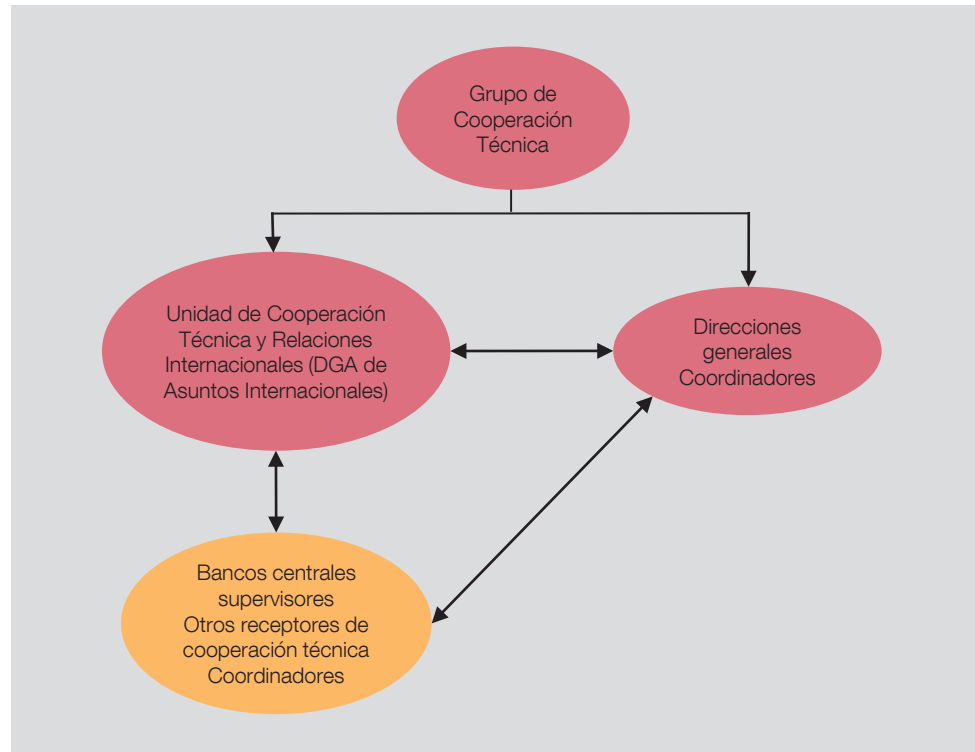 Grupo de
Cooperación
Técnica
Unidad de Cooperación
Técnica y Relaciones
Internacionales (DGA de
Asuntos Internacionales)
Direcciones
generales
Coordinadores
Bancos centrales
supervisores
Otros receptores de
cooperación técnica
Coordinadores